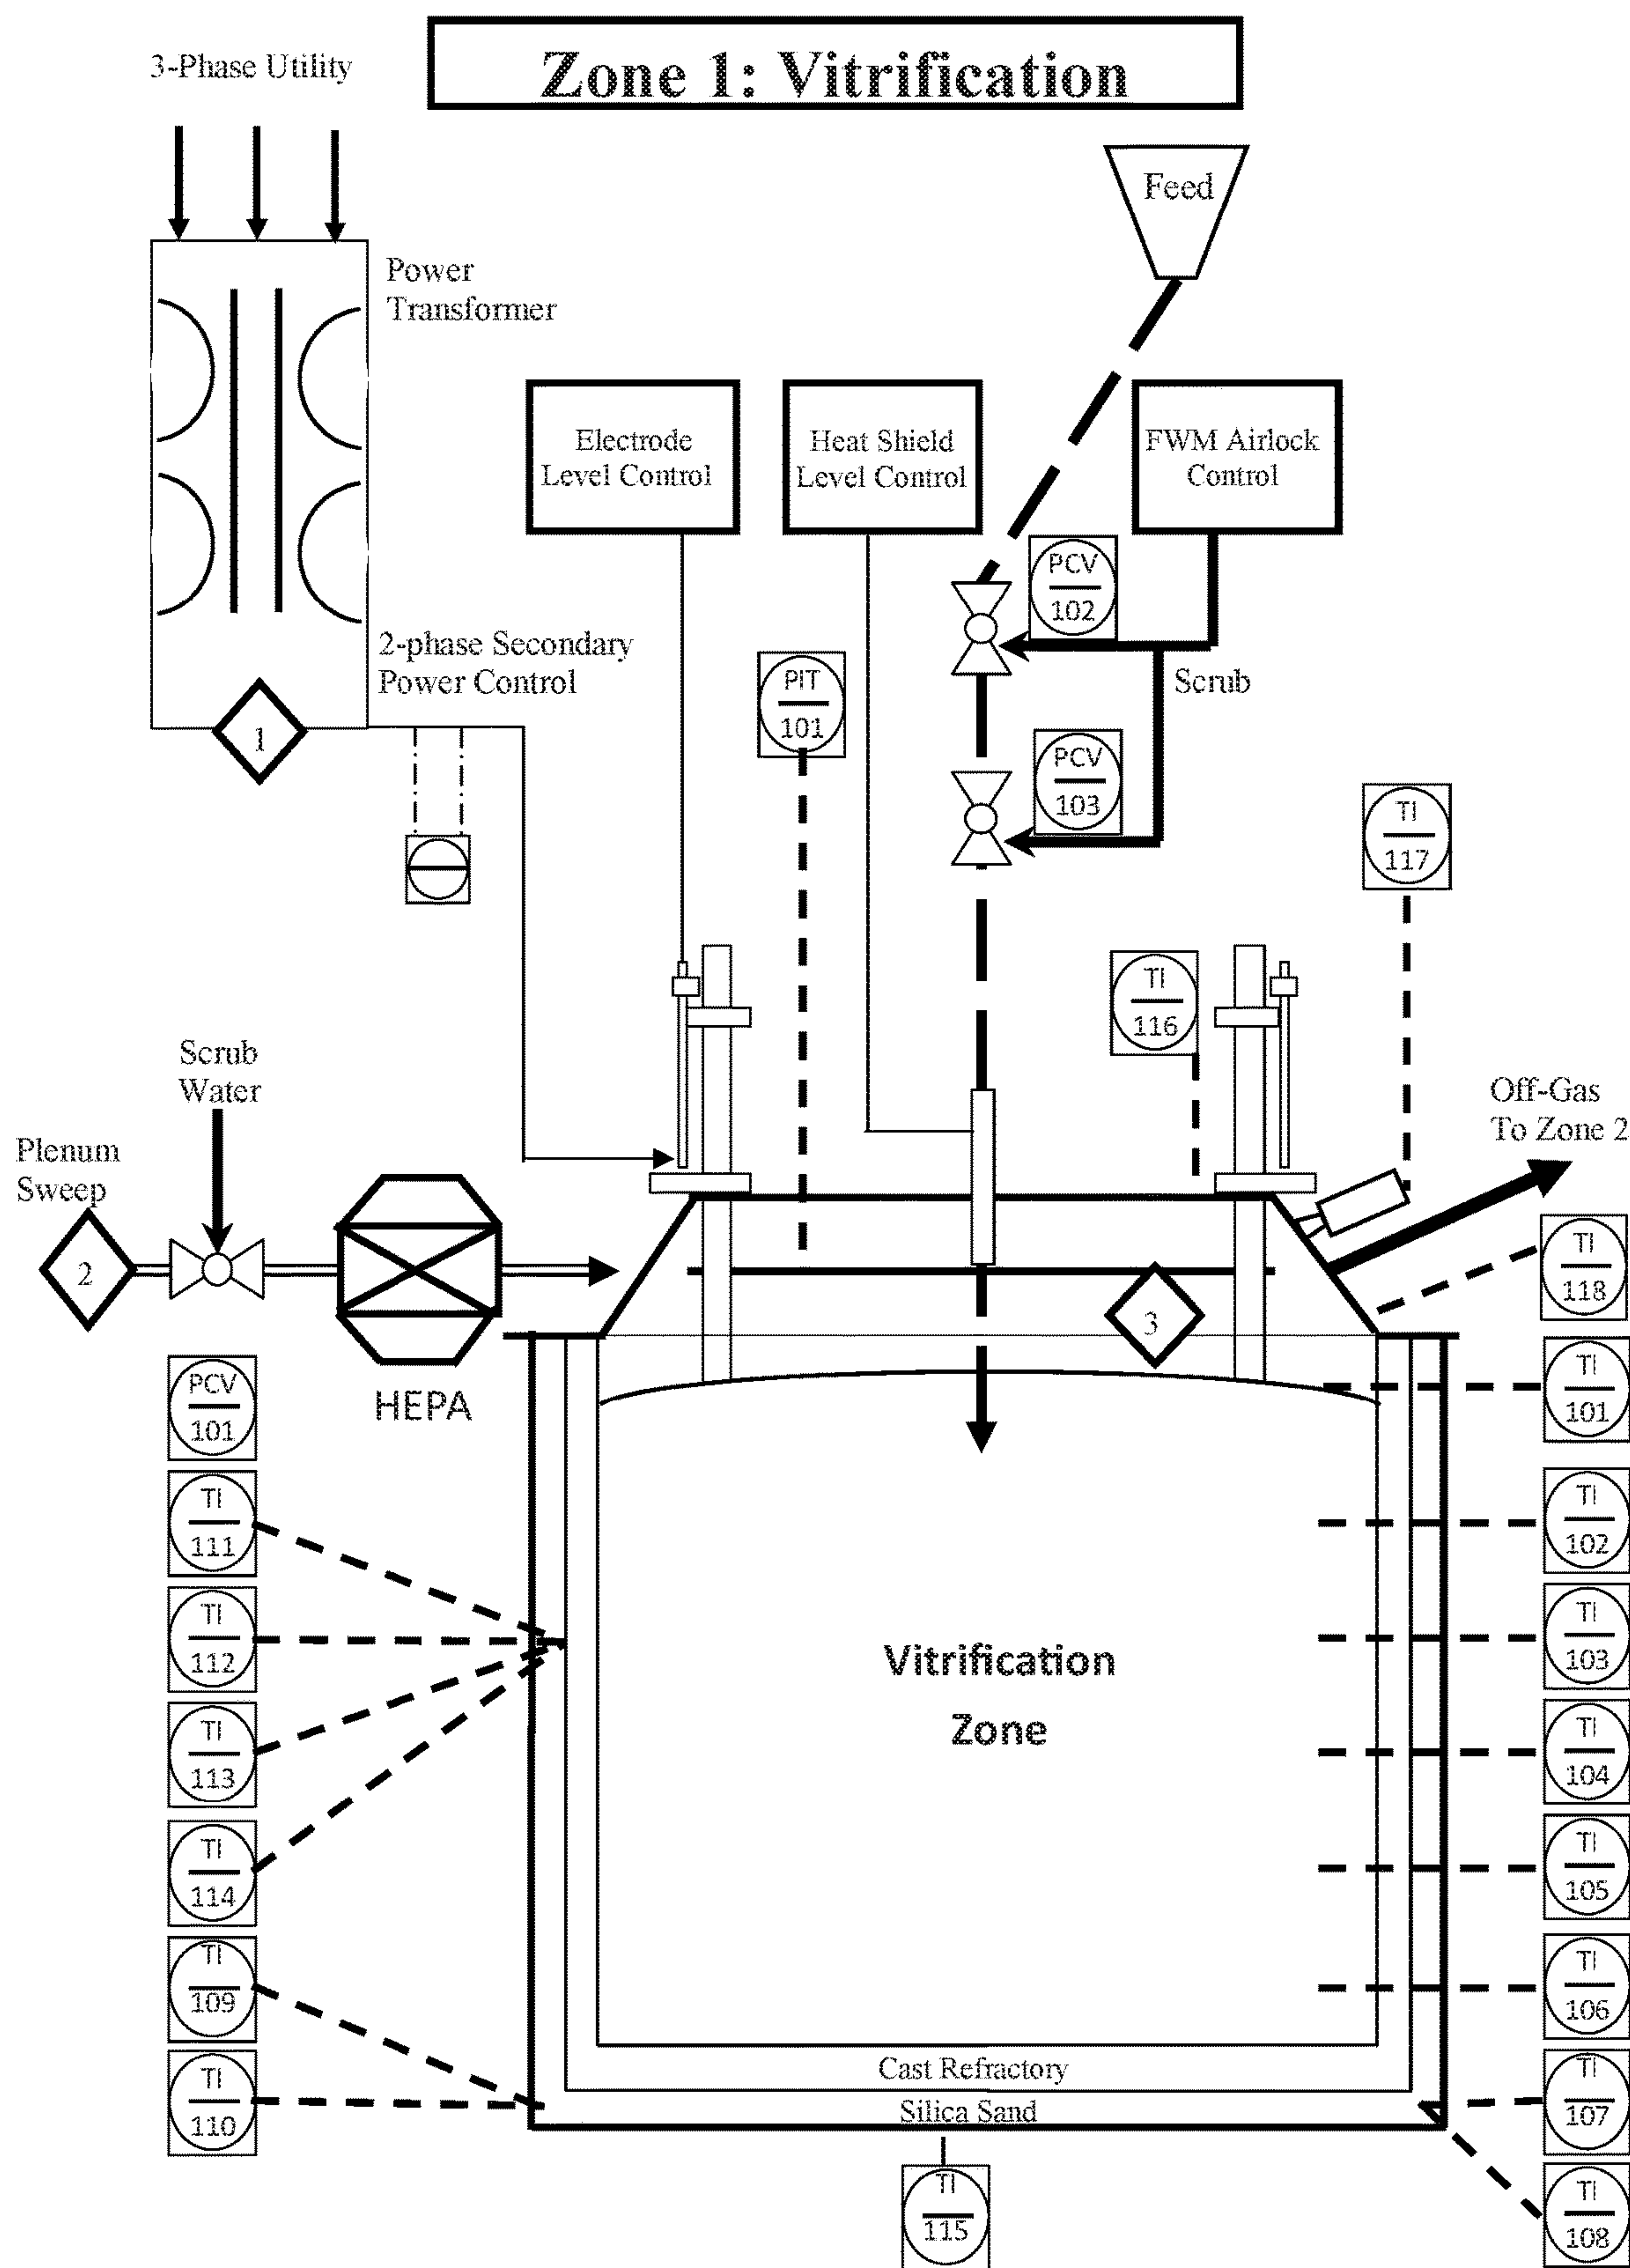 Zone 1: Vitrification
3-Phase Utility
Feed
Power
Transformer
Electrode
Level Control
Heat Shield
Level Control
FWM Airlock
Control
PCV
102
2-phase Secondary
Power Control
PIT
101
Scrub
1
PCV
103
TI
117
TI
116
Scrub
Water
Off-Gas
To Zone 2
Plenum
Sweep
2
TI
118
3
HEPA
PCV
101
TI
101
TI
111
TI
102
TI
112
TI
103
Vitrification
Zone
TI
113
TI
104
TI
114
TI
105
TI
109
TI
106
Cast Refractory
Silica Sand
TI
110
TI
107
TI
115
TI
108